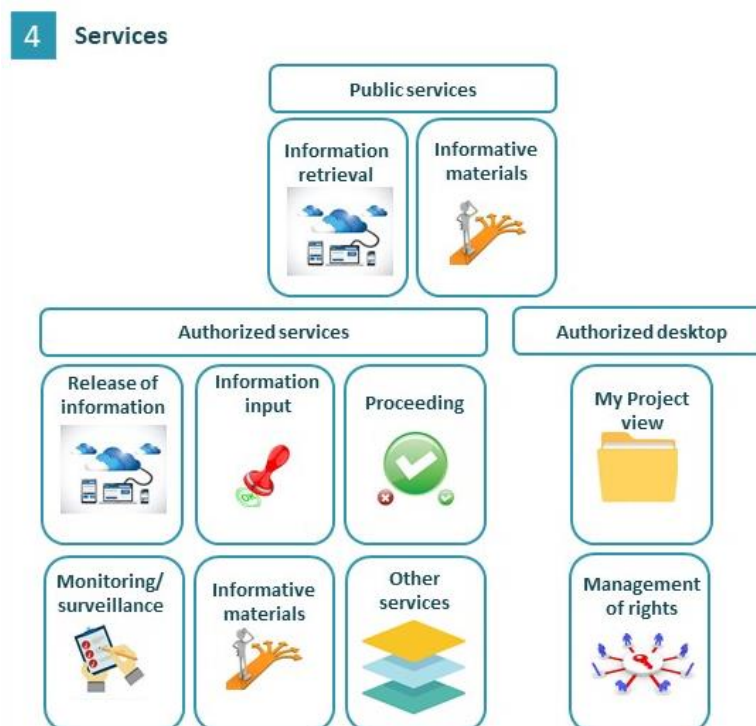 4 Services
Public services
Information
retrieval
Informative
materials
Authorized services
Authorized desktop
Release of
information
Information
input
Proceeding
My Project
view
OK
Monitoring/
surveillance
Informative
materials
Other
services
Management
of rights